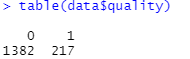 > table(data$quality)
0 1
1382 217